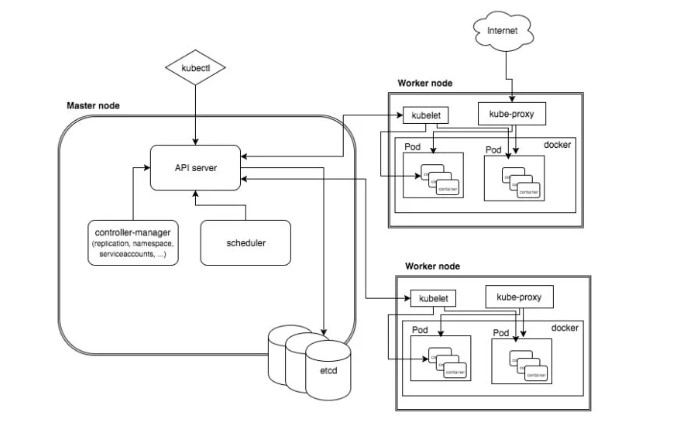 Internet
kubectl
Worker node
Master node
kubelet
kube-proxy
docker
Pod
Pod
container
container
API server
controller-manager
(replication, namespace,
serviceaccounts, ...)
scheduler
Worker node
kubelet
kube-proxy
docker
Pod
Pod
container
container
etcd